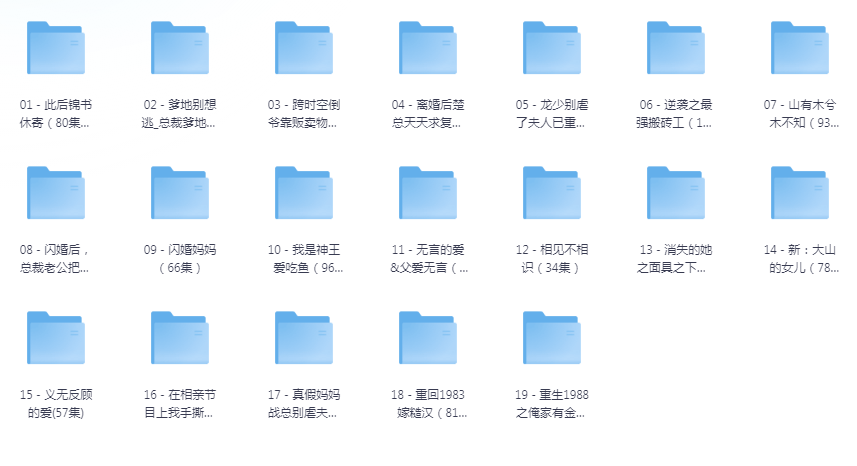 01 - 此后锦书
休寄（80集...
02 - 爹地别想
逃_总裁爹地...
03 - 跨时空倒
爷靠贩卖物...
04 - 离婚后楚
总天天求复...
05 - 龙少别虐
了夫人已重...
06 - 逆袭之最
强搬砖工（1...
07 - 山有木兮
木不知（93...
08 - 闪婚后，
总裁老公把...
09 - 闪婚妈妈
（66集）
10 - 我是神王
爱吃鱼（96...
11 - 无言的爱
&父爱无言（...
12 - 相见不相
识（34集）
13 - 消失的她
之面具之下...
14 - 新：大山
的女儿（78...
15 - 义无反顾
的爱(57集)
16 - 在相亲节
目上我手撕...
17 - 真假妈妈
战总别虐夫...
18 - 重回1983
嫁糙汉（81...
19 - 重生1988
之俺家有金...